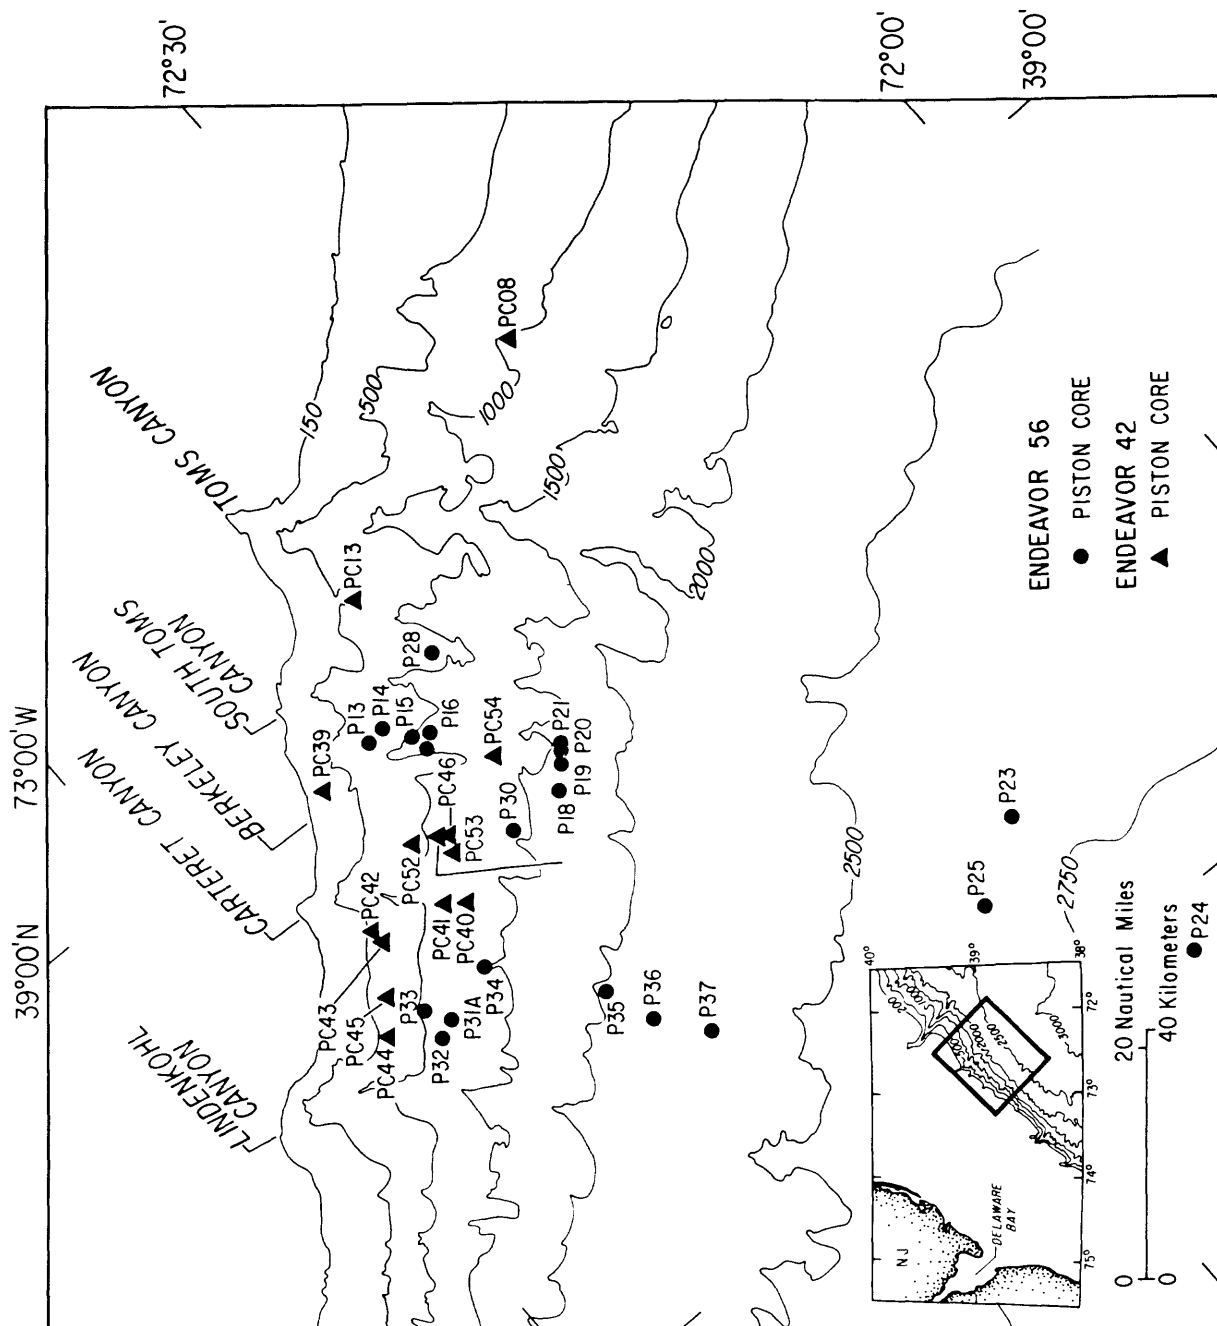 72°30'
72°00'
39°00'
73°00'W
39°00'N
TOMS CANYON
SOUTH TOMS
CANYON
BERKELEY CANYON
CARTERET CANYON
LINDENKOHL
CANYON
150
500
1000
1500
2000
2500
2750
PC08
PC13
P28
P14
P13
P15
P16
PC39
PC54
P21
P20
P19
P18
P30
PC46
PC53
PC52
PC42
PC41
PC40
PC43
PC45
PC44
P33
P34
P31A
P32
P35
P36
P37
P23
P25
P24
ENDEAVOR 56
PISTON CORE
ENDEAVOR 42
PISTON CORE
0 20 Nautical Miles
0 40 Kilometers
NJ
DELAWARE
BAY
40°
39°
38°
72°
73°
74°
75°
200
1000
2000
2500
3000